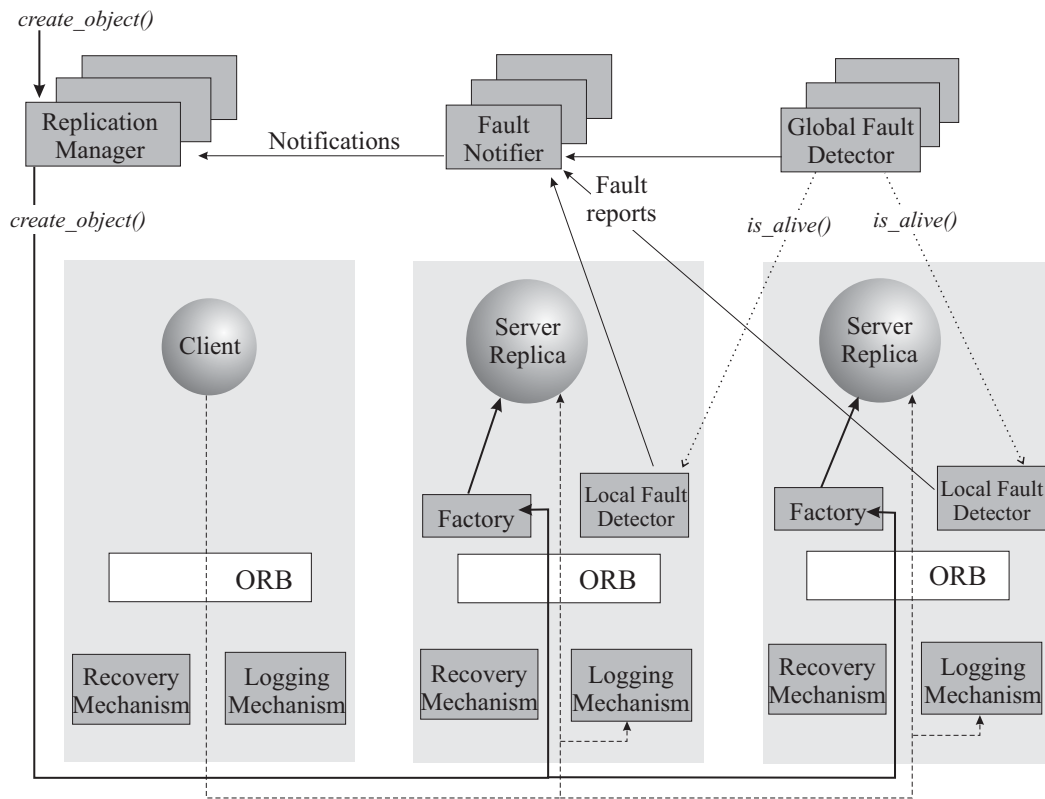 create_object()
Replication
Manager
Notifications
Fault
Notifier
Global Fault
Detector
create_object()
Fault
reports
is_alive()
is_alive()
Client
Server
Replica
Server
Replica
Factory
Local Fault
Detector
Factory
Local Fault
Detector
ORB
ORB
ORB
Recovery
Mechanism
Logging
Mechanism
Recovery
Mechanism
Logging
Mechanism
Recovery
Mechanism
Logging
Mechanism